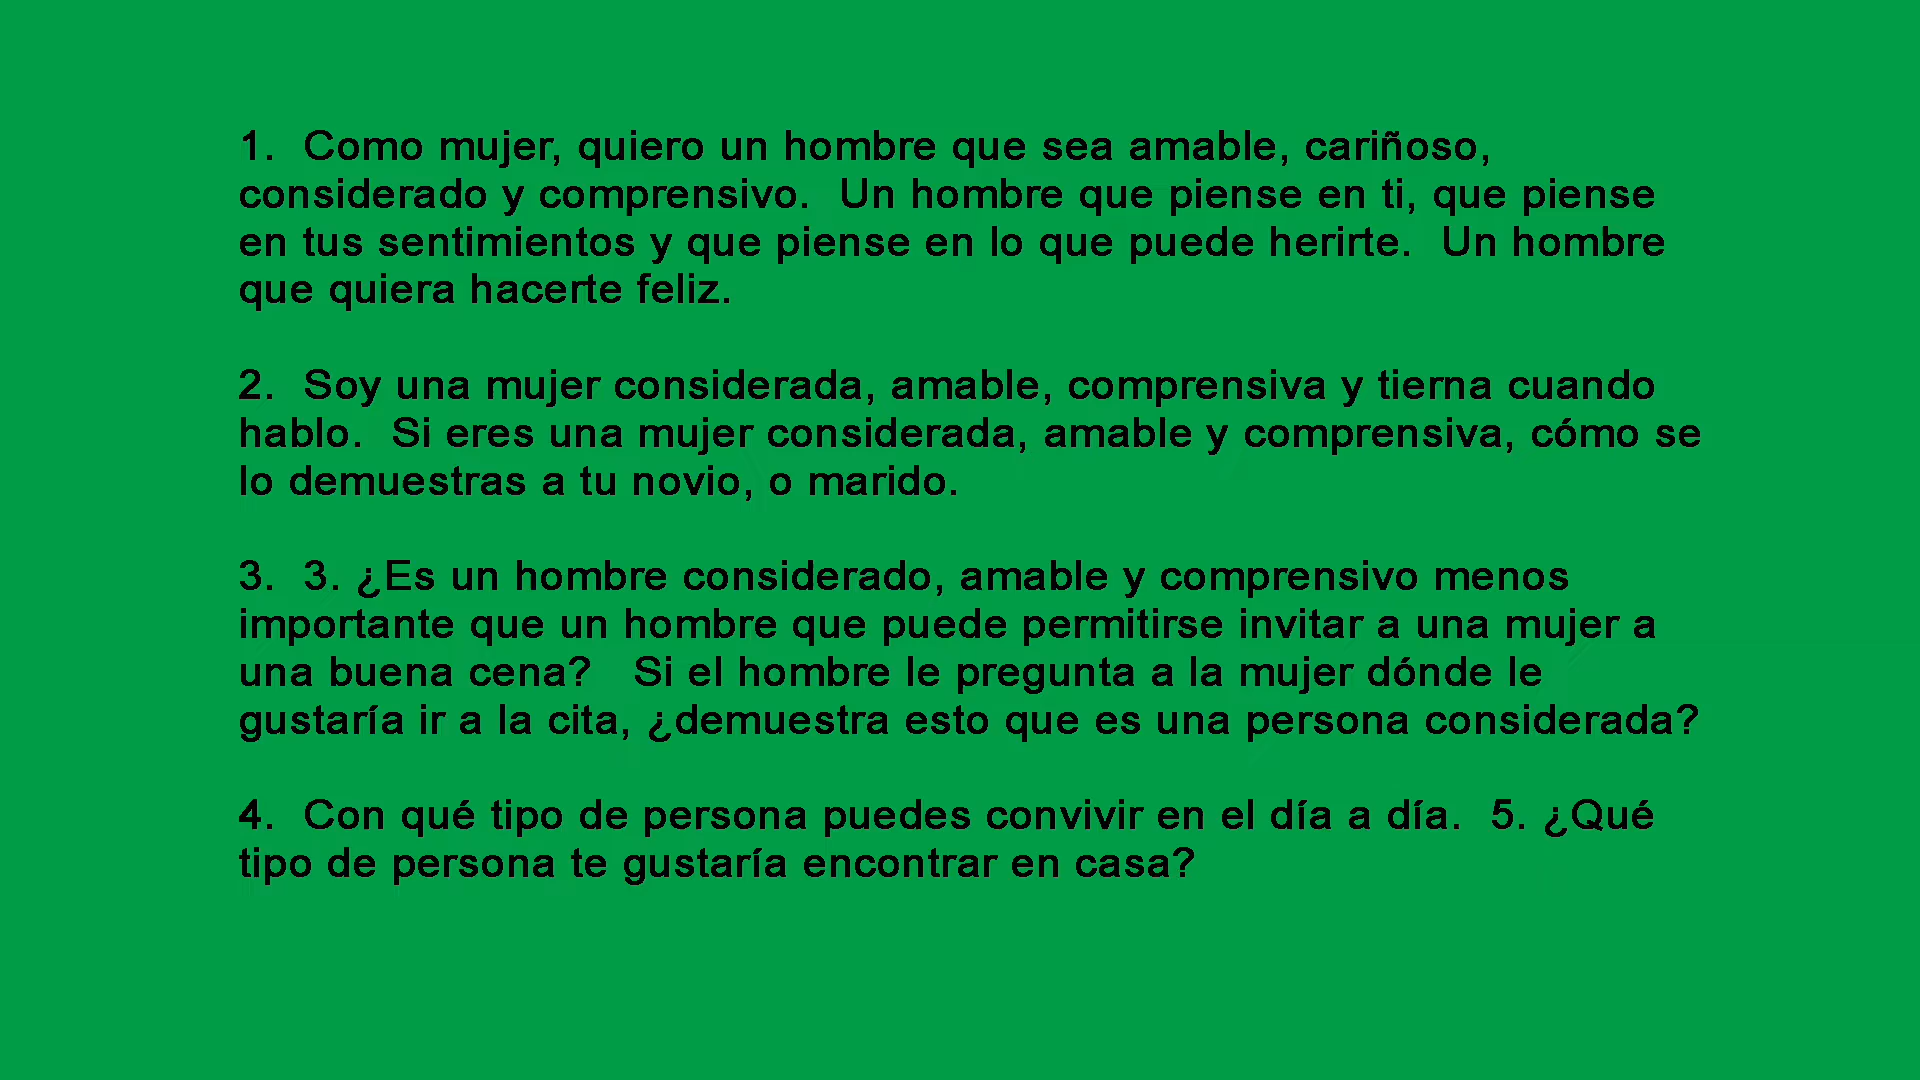 1.  Como mujer, quiero un hombre que sea amable, cariñoso,
considerado y comprensivo.  Un hombre que piense en ti, que piense
en tus sentimientos y que piense en lo que puede herirte.  Un hombre
que quiera hacerte feliz.
2.  Soy una mujer considerada, amable, comprensiva y tierna cuando
hablo.  Si eres una mujer considerada, amable y comprensiva, cómo se
lo demuestras a tu novio, o marido.
3.  3. ¿Es un hombre considerado, amable y comprensivo menos
importante que un hombre que puede permitirse invitar a una mujer a
una buena cena?   Si el hombre le pregunta a la mujer dónde le
gustaría ir a la cita, ¿demuestra esto que es una persona considerada?
4.  Con qué tipo de persona puedes convivir en el día a día.  5. ¿Qué
tipo de persona te gustaría encontrar en casa?